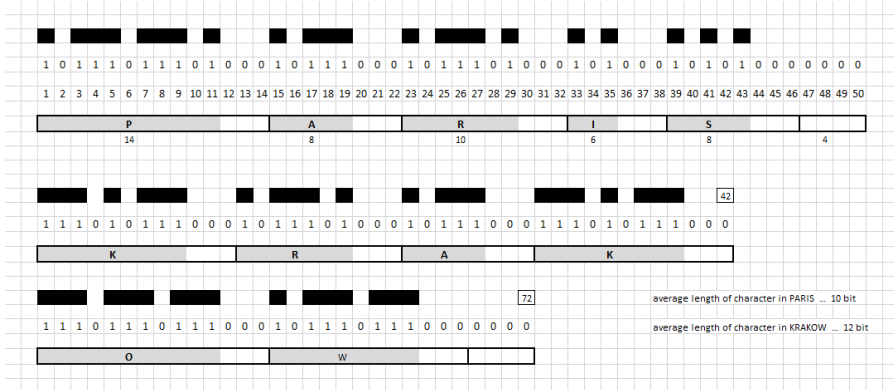 1 0 1 1 1 0 1 1 1 0 1 0 0 0 1 0 1 1 1 0 0 0 1 0 1 1 1 0 1 0 0 0 1 0 1 0 0 0 1 0 1 0 1 0 0 0 0 0 0 0
1 2 3 4 5 6 7 8 9 10 11 12 13 14 15 16 17 18 19 20 21 22 23 24 25 26 27 28 29 30 31 32 33 34 35 36 37 38 39 40 41 42 43 44 45 46 47 48 49 50
P A R I S
14 8 10 6 8 4
42
1 1 1 0 1 0 1 1 1 0 0 0 1 0 1 1 1 0 1 0 0 0 1 0 1 1 1 0 0 0 1 1 1 0 1 0 1 1 1 0 0 0
K R A K
72 average length of character in PARIS ... 10 bit
1 1 1 0 1 1 1 0 1 1 1 0 0 0 1 0 1 1 1 0 1 1 1 0 0 0 0 0 0 0 average length of character in KRAKOW ... 12 bit
O W